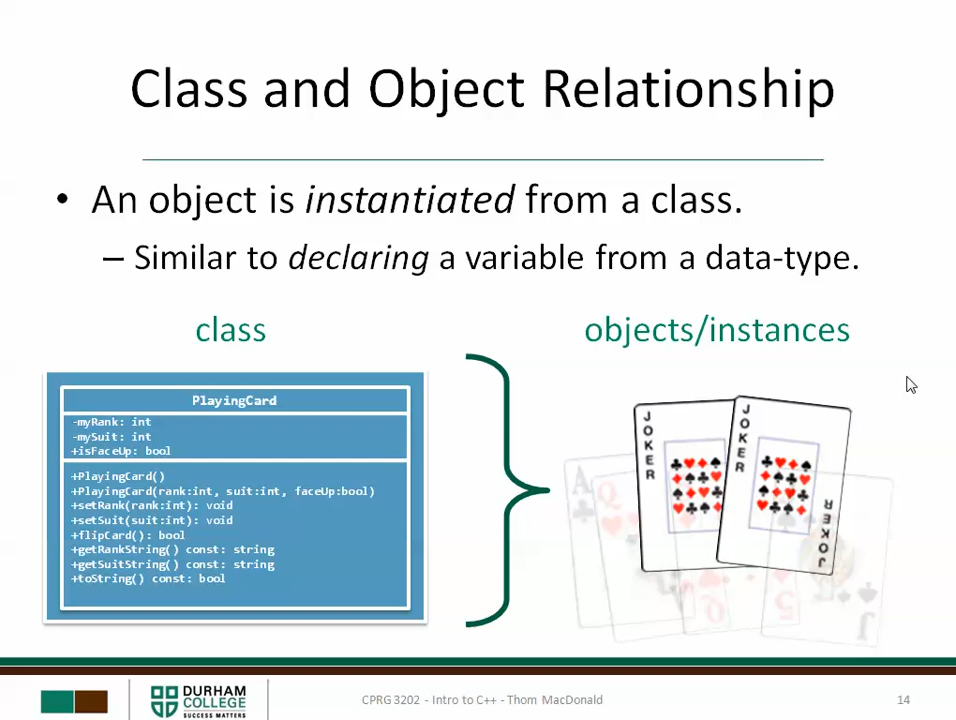 Class and Object Relationship
• An object is instantiated from a class.
– Similar to declaring a variable from a data-type.
class
objects/instances
PlayingCard
-myRank: int
-mySuit: int
+isFaceUp: bool
+PlayingCard()
+PlayingCard(rank:int, suit:int, faceUp:bool)
+setRank(rank:int): void
+setSuit(suit:int): void
+flipCard(): bool
+getRankString() const: string
+getSuitString() const: string
+toString() const: bool
JOKER
JOKER
JOKER
A
Q
Q
5
J
DURHAM
COLLEGE
SUCCESS MATTERS
CPRG 3202 - Intro to C++ - Thom MacDonald
14